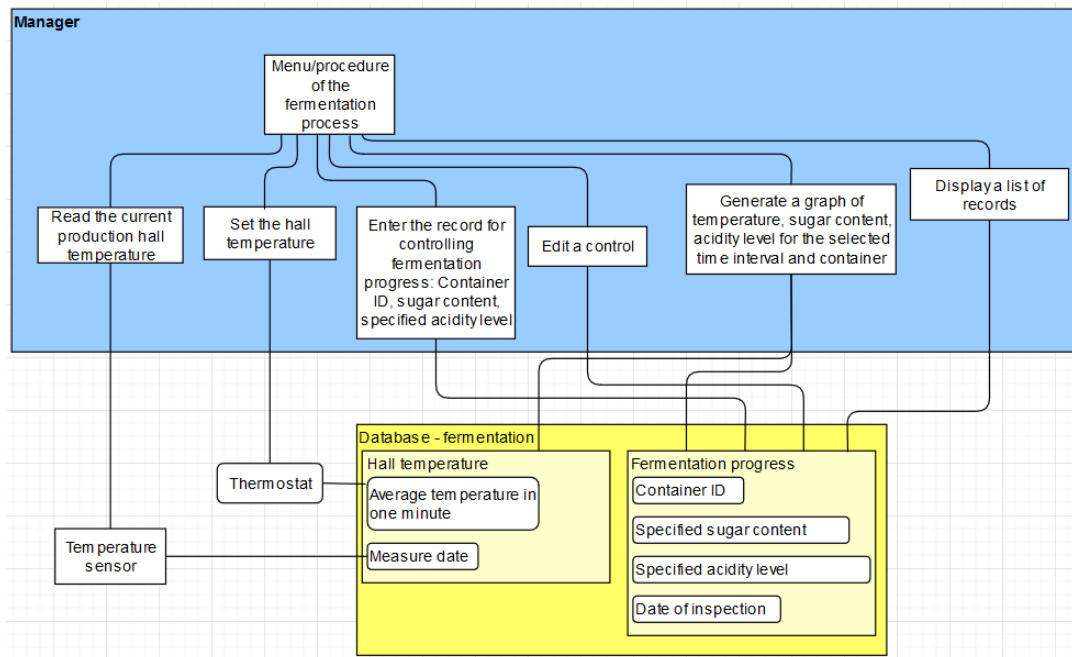 Manager
Menu/procedure
of the
fermentation
process
Read the current
production hall
temperature
Set the hall
temperature
Enter the record for
controlling
fermentation
progress: Container
ID, sugar content,
specified acidity level
Edit a control
Generate a graph of
temperature, sugar content,
acidity level for the selected
time interval and container
Display a list of
records
Database - fermentation
Hall temperature
Average temperature in
one minute
Measure date
Fermentation progress
Container ID
Specified sugar content
Specified acidity level
Date of inspection
Thermostat
Temperature
sensor